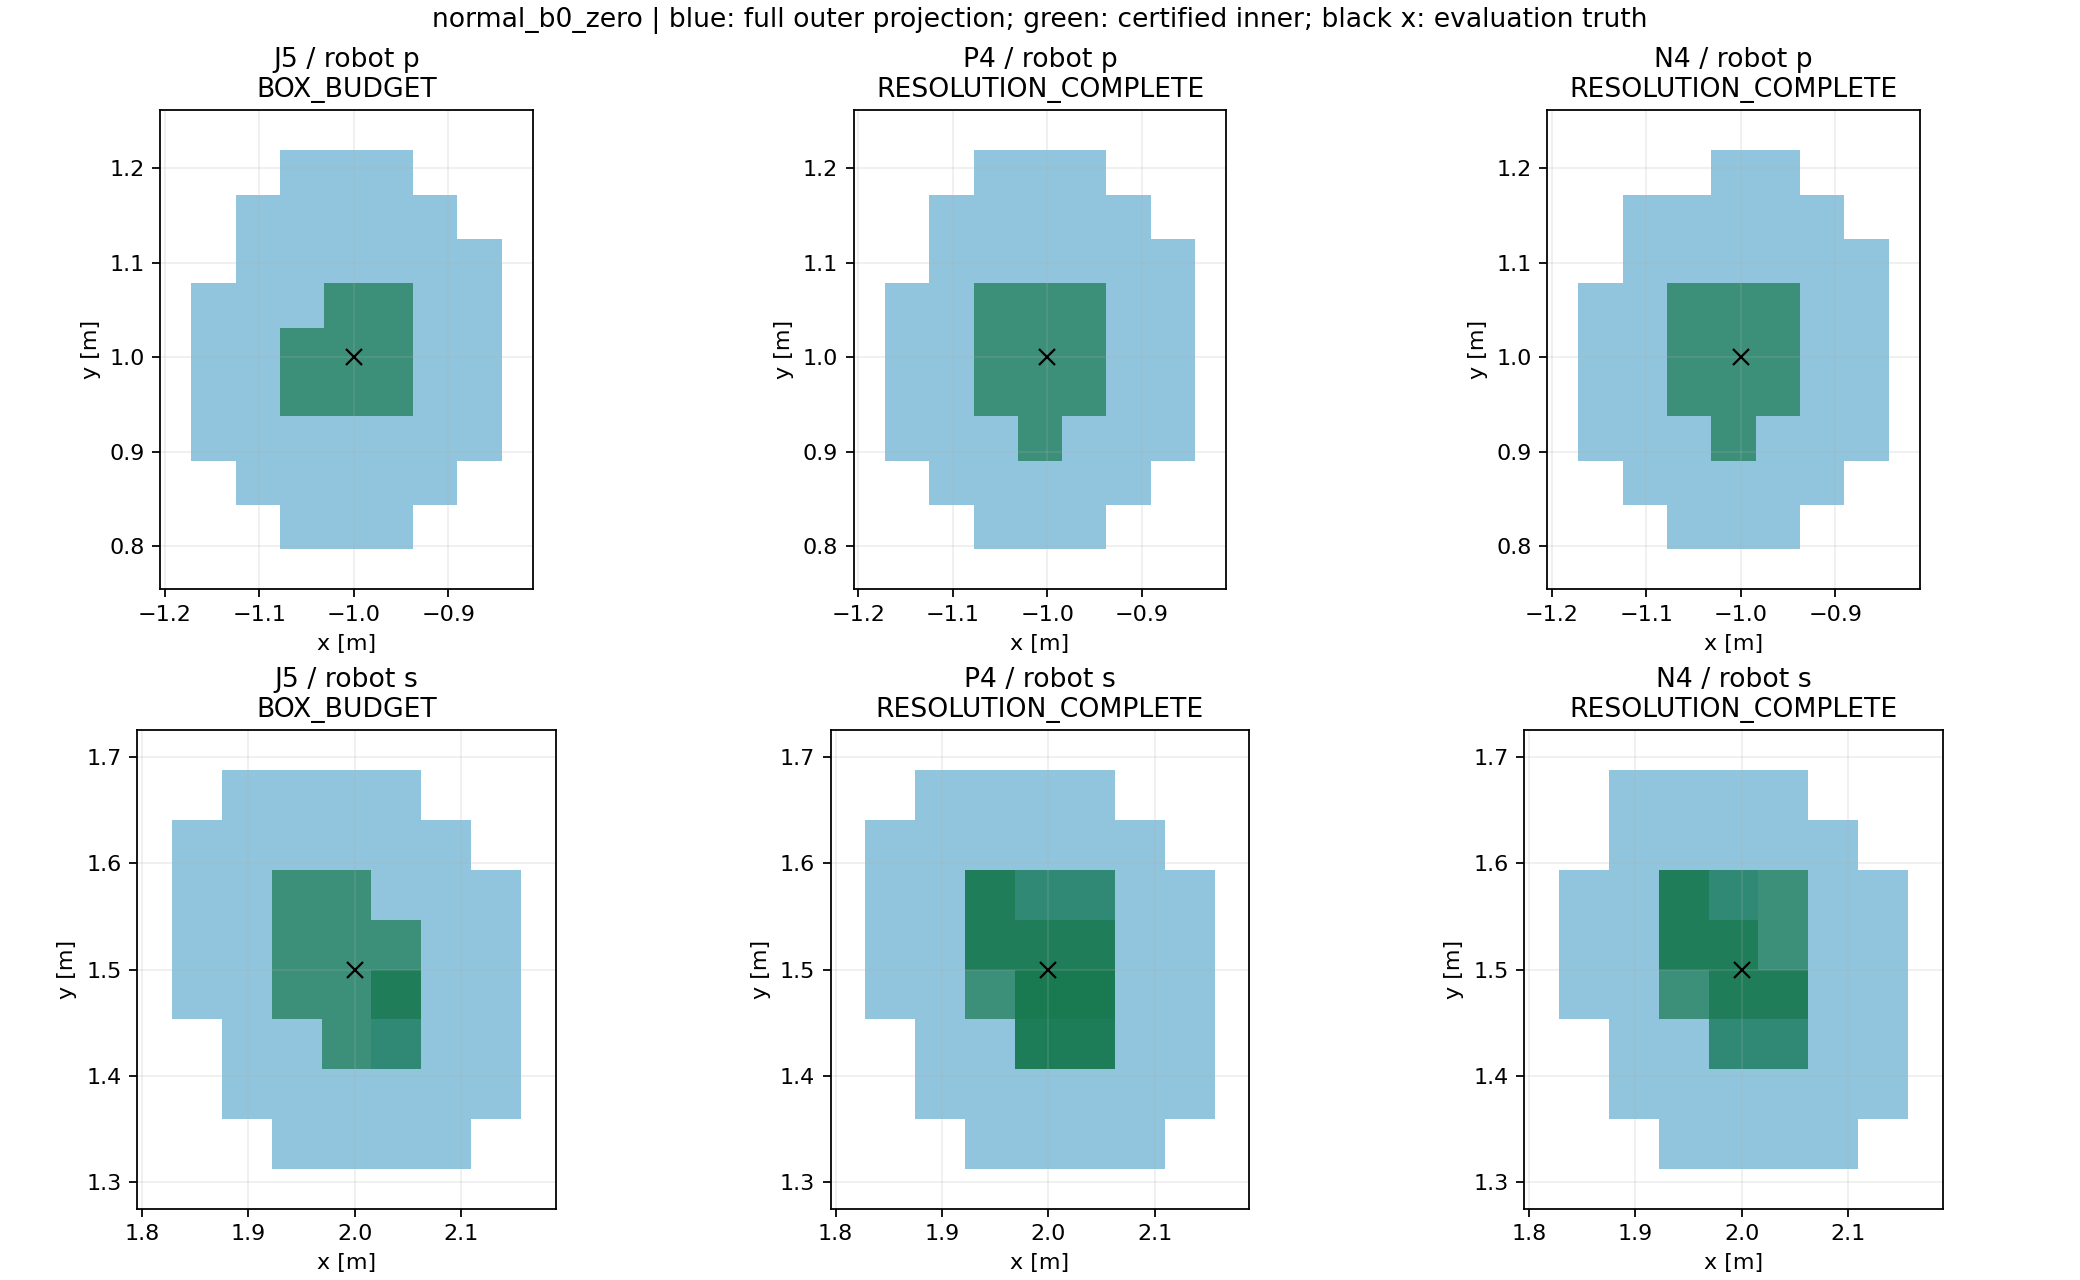 normal_b0_zero | blue: full outer projection; green: certified inner; black x: evaluation truth
J5 / robot p
BOX_BUDGET
1.2
1.1
1.0
0.9
0.8
y [m]
−1.2 −1.1 −1.0 −0.9
x [m]
P4 / robot p
RESOLUTION_COMPLETE
1.2
1.1
1.0
0.9
0.8
y [m]
−1.2 −1.1 −1.0 −0.9
x [m]
N4 / robot p
RESOLUTION_COMPLETE
1.2
1.1
1.0
0.9
0.8
y [m]
−1.2 −1.1 −1.0 −0.9
x [m]
J5 / robot s
BOX_BUDGET
1.7
1.6
1.5
1.4
1.3
y [m]
1.8 1.9 2.0 2.1
x [m]
P4 / robot s
RESOLUTION_COMPLETE
1.7
1.6
1.5
1.4
1.3
y [m]
1.8 1.9 2.0 2.1
x [m]
N4 / robot s
RESOLUTION_COMPLETE
1.7
1.6
1.5
1.4
1.3
y [m]
1.8 1.9 2.0 2.1
x [m]